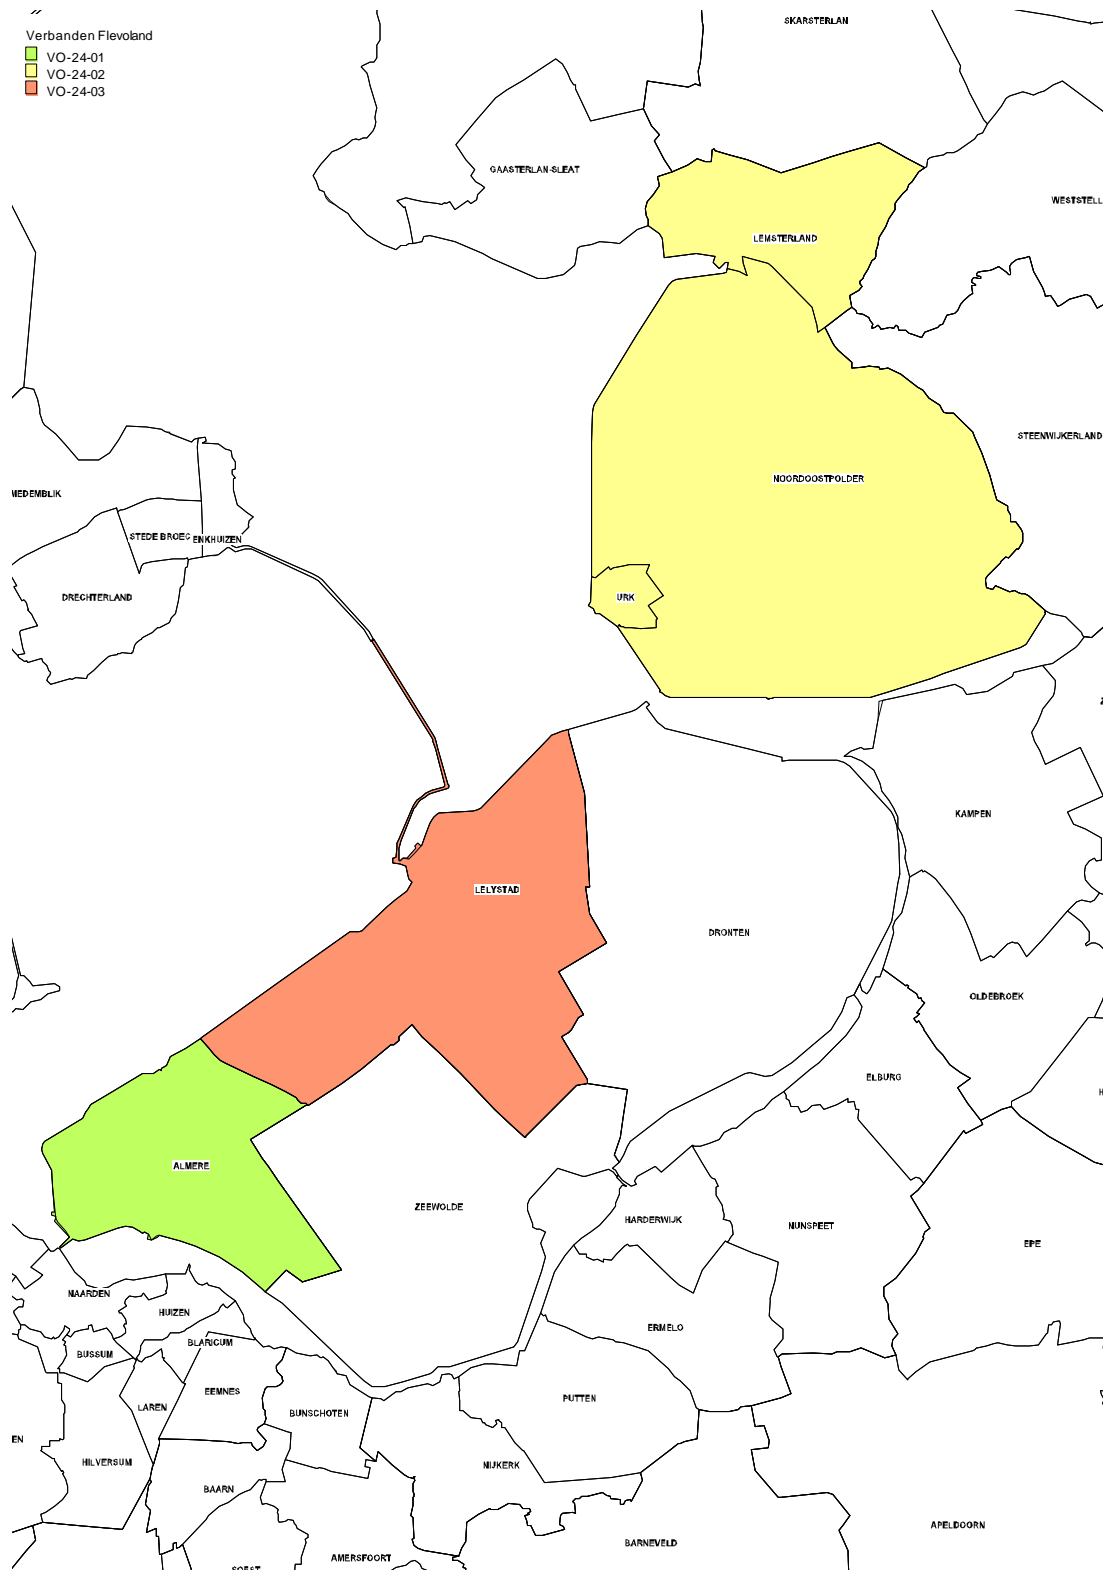 Verbanden Flevoland
VO-24-01
VO-24-02
VO-24-03
SKARSTERLAN
GAASTERLAN-SLEAT
WESTSTELL
LEMSTERLAND
STEENWIJKERLAND
NOORDOOSTPOLDER
MEDEMBLIK
STEDE BROEC
ENKHUIZEN
DRECHTERLAND
URK
KAMPEN
LELYSTAD
DRONTEN
OLDEBROEK
ELBURG
H
ALMERE
ZEEWOLDE
HARDERWIJK
NUNSPEET
EPE
NAARDEN
HUIZEN
ERMELO
BLARICUM
BUSSUM
EEMNES
LAREN
PUTTEN
BUNSCHOTEN
EN
HILVERSUM
NIJKERK
BAARN
APELDOORN
BARNEVELD
AMERSFOORT
SOEST